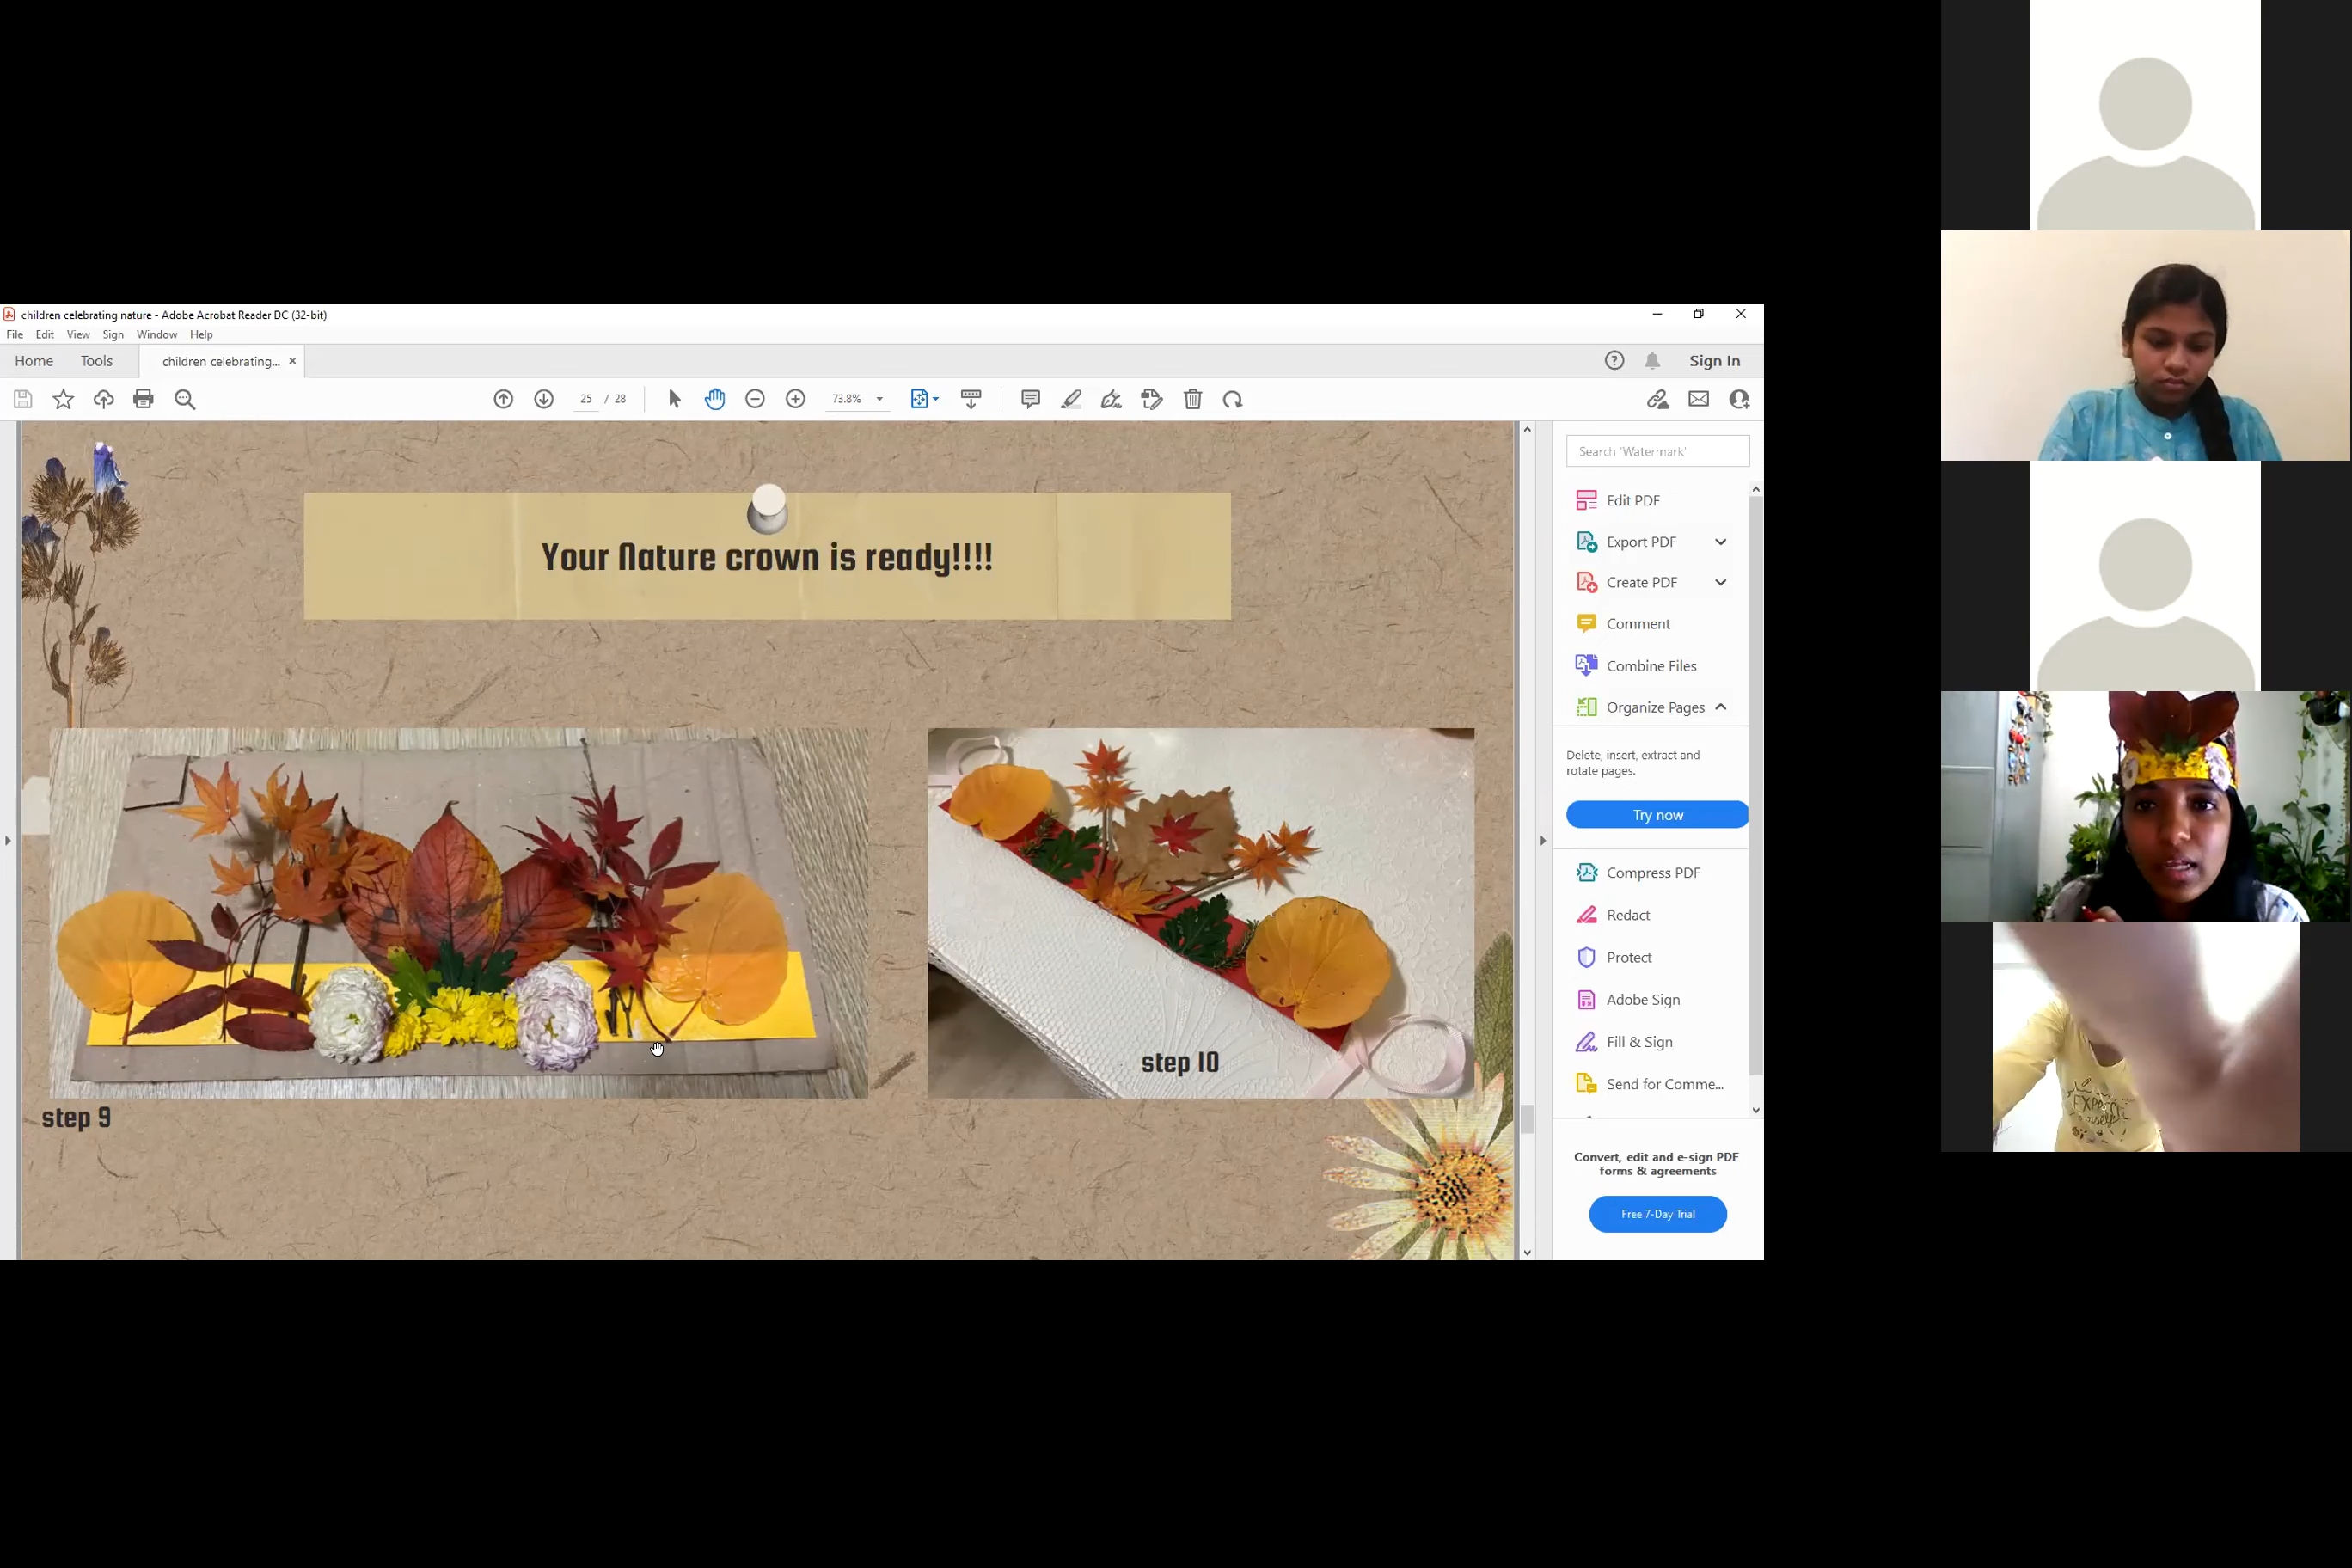 children celebrating nature - Adobe Acrobat Reader DC (32-bit)
File Edit View Sign Window Help
Home Tools children celebrating... × Sign In
25 / 28 73.8%
Search 'Watermark'
Edit PDF
Export PDF
Create PDF
Comment
Combine Files
Organize Pages
Delete, insert, extract and
rotate pages.
Try now
Compress PDF
Redact
Protect
Adobe Sign
Fill & Sign
Send for Comme...
Convert, edit and e-sign PDF
forms & agreements
Free 7-Day Trial
Your Nature crown is ready!!!!
step 9
step 10